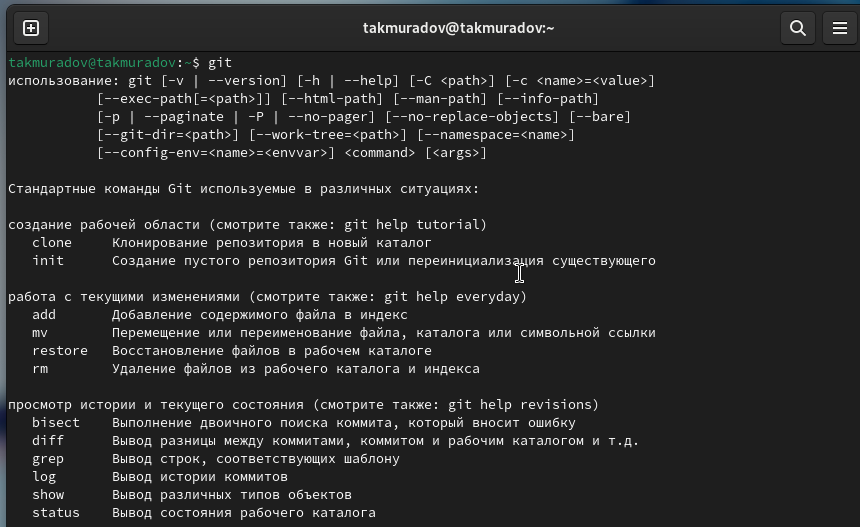 takmuradov@takmuradov:~
takmuradov@takmuradov:~$ git
использование: git [-v | --version] [-h | --help] [-C <path>] [-c <name>=<value>]
           [--exec-path[=<path>]] [--html-path] [--man-path] [--info-path]
           [-p | --paginate | -P | --no-pager] [--no-replace-objects] [--bare]
           [--git-dir=<path>] [--work-tree=<path>] [--namespace=<name>]
           [--config-env=<name>=<envvar>] <command> [<args>]
Стандартные команды Git используемые в различных ситуациях:
создание рабочей области (смотрите также: git help tutorial)
   clone     Клонирование репозитория в новый каталог
   init      Создание пустого репозитория Git или переинициализация существующего
работа с текущими изменениями (смотрите также: git help everyday)
   add       Добавление содержимого файла в индекс
   mv        Перемещение или переименование файла, каталога или символьной ссылки
   restore   Восстановление файлов в рабочем каталоге
   rm        Удаление файлов из рабочего каталога и индекса
просмотр истории и текущего состояния (смотрите также: git help revisions)
   bisect    Выполнение двоичного поиска коммита, который вносит ошибку
   diff      Вывод разницы между коммитами, коммитом и рабочим каталогом и т.д.
   grep      Вывод строк, соответствующих шаблону
   log       Вывод истории коммитов
   show      Вывод различных типов объектов
   status    Вывод состояния рабочего каталога